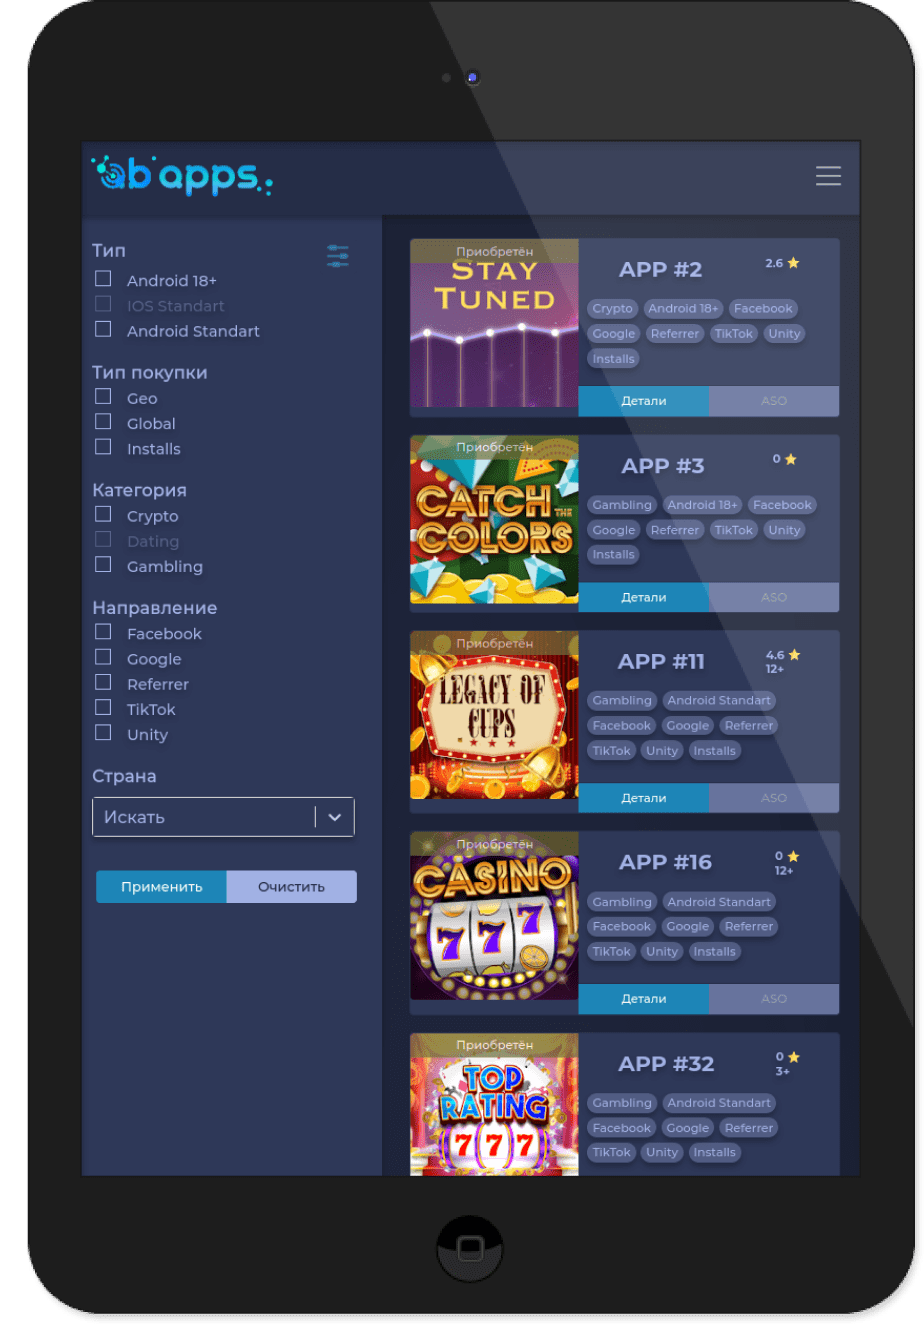 ab apps
Тип
Android 18+
IOS Standart
Android Standart
Тип покупки
Geo
Global
Installs
Категория
Crypto
Dating
Gambling
Направление
Facebook
Google
Referrer
TikTok
Unity
Страна
Искать
Применить Очистить
Приобретён
STAY
TUNED
APP #2 2.6
Crypto Android 18+ Facebook
Google Referrer TikTok Unity
Installs
Детали ASO
Приобретён
CATCH THE
COLORS
APP #3 0
Gambling Android 18+ Facebook
Google Referrer TikTok Unity
Installs
Детали ASO
Приобретён
LEGACY OF
CUPS
APP #11 4.6
12+
Gambling Android Standart
Facebook Google Referrer
TikTok Unity Installs
Детали ASO
Приобретён
CASINO
777
APP #16 0
12+
Gambling Android Standart
Facebook Google Referrer
TikTok Unity Installs
Детали ASO
Приобретён
TOP
RATING
777
APP #32 0
3+
Gambling Android Standart
Facebook Google Referrer
TikTok Unity Installs